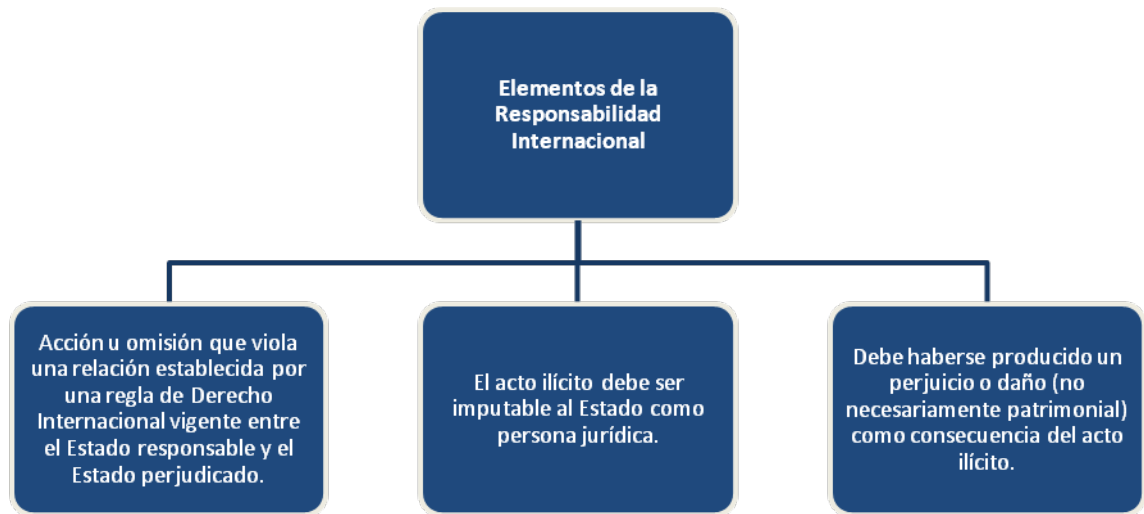 Elementos de la
Responsabilidad
Internacional
Acción u omisión que viola
una relación establecida por
una regla de Derecho
Internacional vigente entre
el Estado responsable y el
Estado perjudicado.
El acto ilícito debe ser
imputable al Estado como
persona jurídica.
Debe haberse producido un
perjuicio o daño (no
necesariamente patrimonial)
como consecuencia del acto
ilícito.